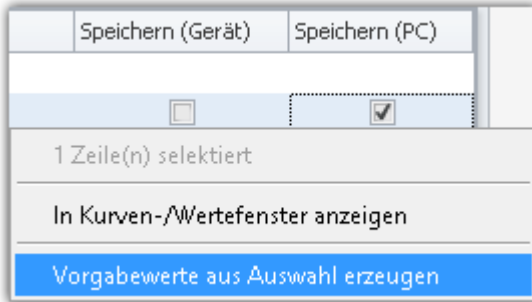 Speichern (Gerät) Speichern (PC)
1 Zeile(n) selektiert
In Kurven-/Wertefenster anzeigen
Vorgabewerte aus Auswahl erzeugen